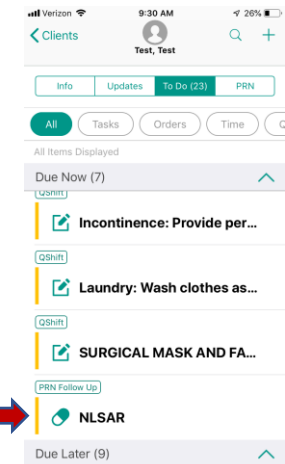 Verizon 9:30 AM 26%
Clients
Test, Test
Info Updates To Do (23) PRN
All Tasks Orders Time
All Items Displayed
Due Now (7)
QShift
Incontinence: Provide per...
QShift
Laundry: Wash clothes as...
QShift
SURGICAL MASK AND FA...
PRN Follow Up
NLSAR
Due Later (9)